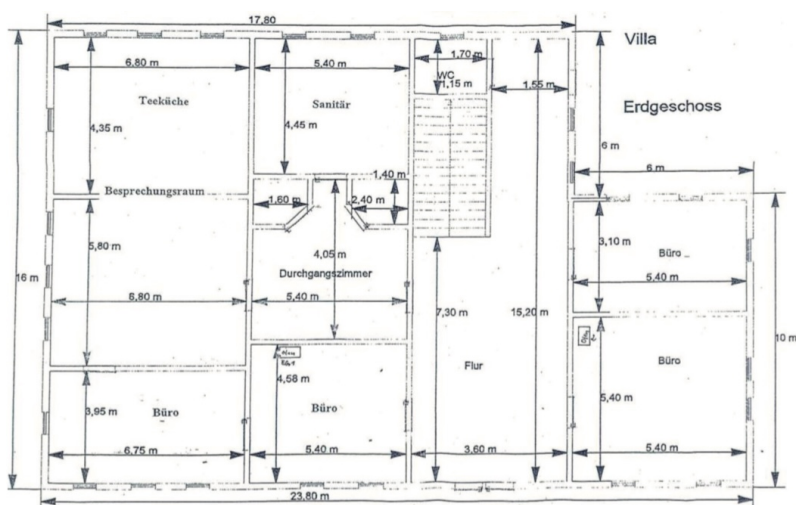 17,80
Villa
6,80 m
5,40 m
1,70 m
WC
1,15 m
1,55 m
Teeküche
Sanitär
Erdgeschoss
4,35 m
4,45 m
6 m
6 m
1,40 m
Besprechungsraum
1,60 m
2,40 m
3,10 m
Büro
5,80 m
4,05 m
16 m
Durchgangszimmer
6,80 m
5,40 m
5,40 m
7,30 m
15,20 m
10 m
Büro
4,58 m
Flur
3,95 m
Büro
Büro
5,40 m
6,75 m
5,40 m
3,60 m
5,40 m
23,80 m